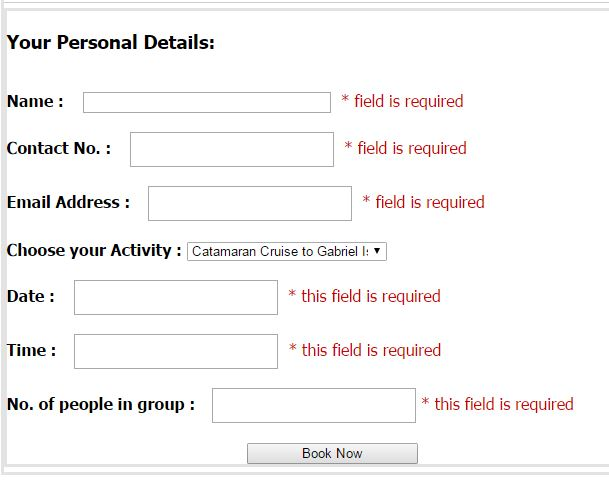 Your Personal Details:
Name : * field is required
Contact No. : * field is required
Email Address : * field is required
Choose your Activity : Catamaran Cruise to Gabriel
Date : * this field is required
Time : * this field is required
No. of people in group : * this field is required
Book Now